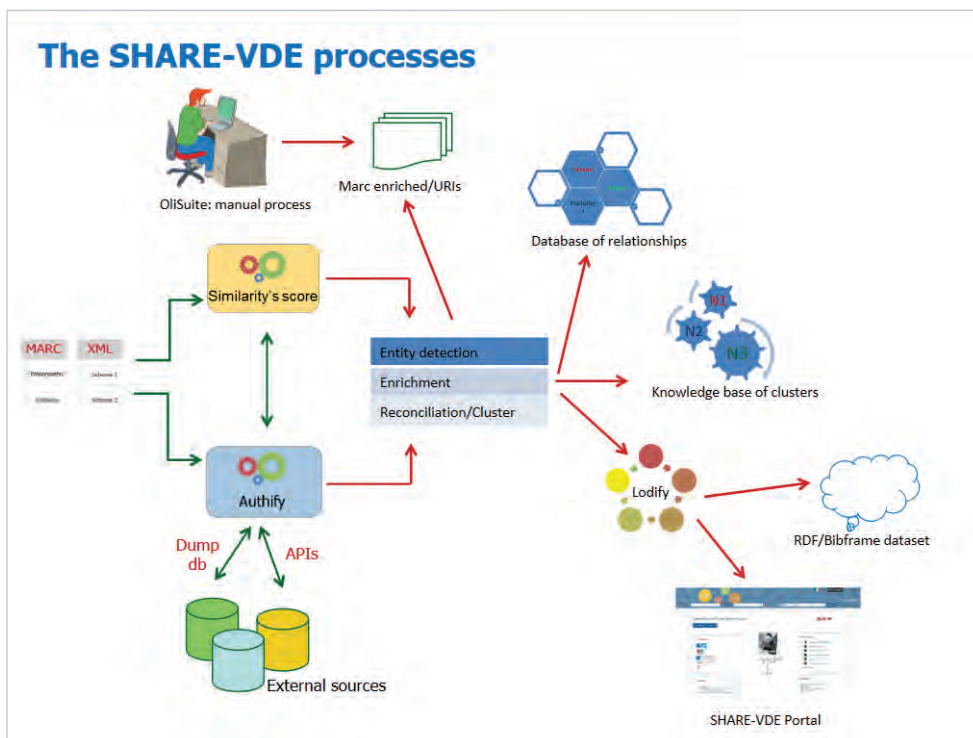 The SHARE-VDE processes
OliSuite: manual process
Marc enriched/URIs
Database of relationships
Similarity's score
MARC XML
Entity detection
Enrichment
Reconciliation/Cluster
N1
N2
N3
Knowledge base of clusters
Authify
Lodify
Dump
db
APIs
RDF/Bibframe dataset
External sources
SHARE-VDE Portal